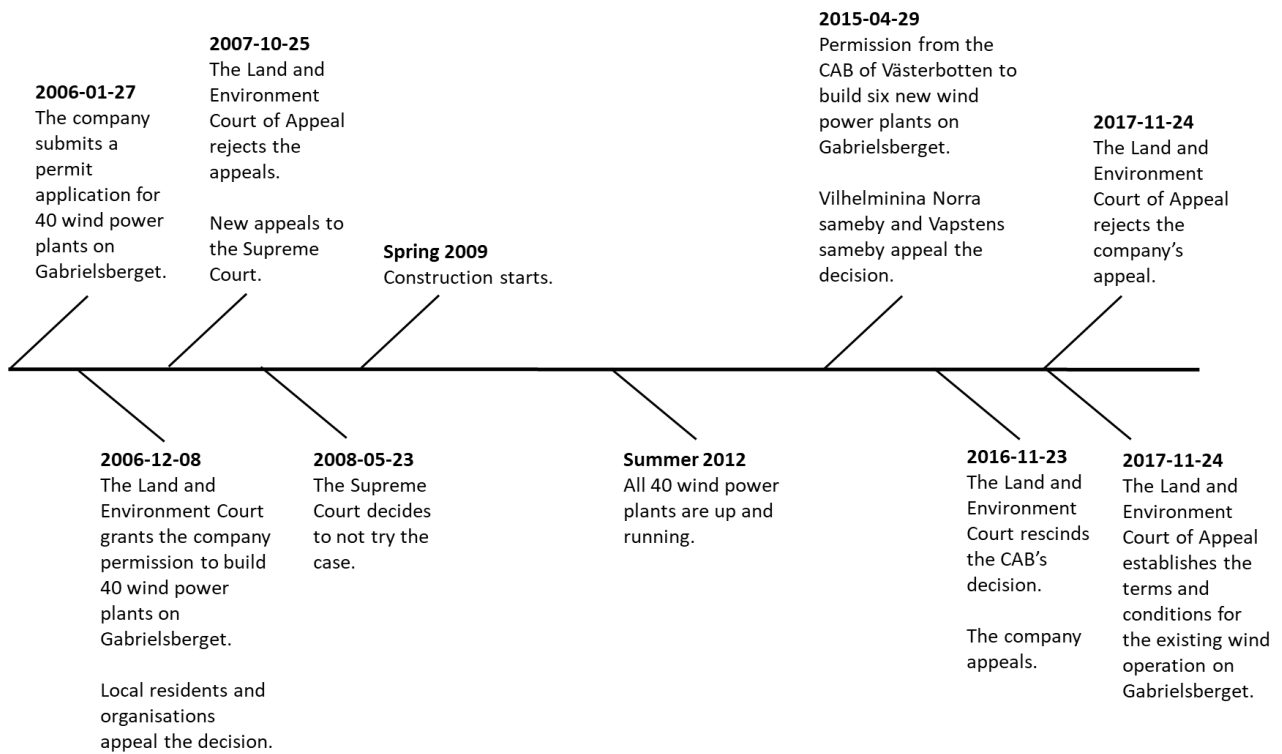 2006-01-27
The company
submits a
permit
application for
40 wind power
plants on
Gabrielsberget.
2007-10-25
The Land and
Environment
Court of Appeal
rejects the
appeals.
New appeals to
the Supreme
Court.
Spring 2009
Construction starts.
2015-04-29
Permission from the
CAB of Västerbotten to
build six new wind
power plants on
Gabrielsberget.
Vilhelminina Norra
sameby and Vapstens
sameby appeal the
decision.
2017-11-24
The Land and
Environment
Court of Appeal
rejects the
company’s
appeal.
2006-12-08
The Land and
Environment Court
grants the company
permission to build
40 wind power
plants on
Gabrielsberget.
Local residents and
organisations
appeal the decision.
2008-05-23
The Supreme
Court decides
to not try the
case.
Summer 2012
All 40 wind power
plants are up and
running.
2016-11-23
The Land and
Environment
Court rescinds
the CAB’s
decision.
The company
appeals.
2017-11-24
The Land and
Environment
Court of Appeal
establishes the
terms and
conditions for
the existing wind
operation on
Gabrielsberget.